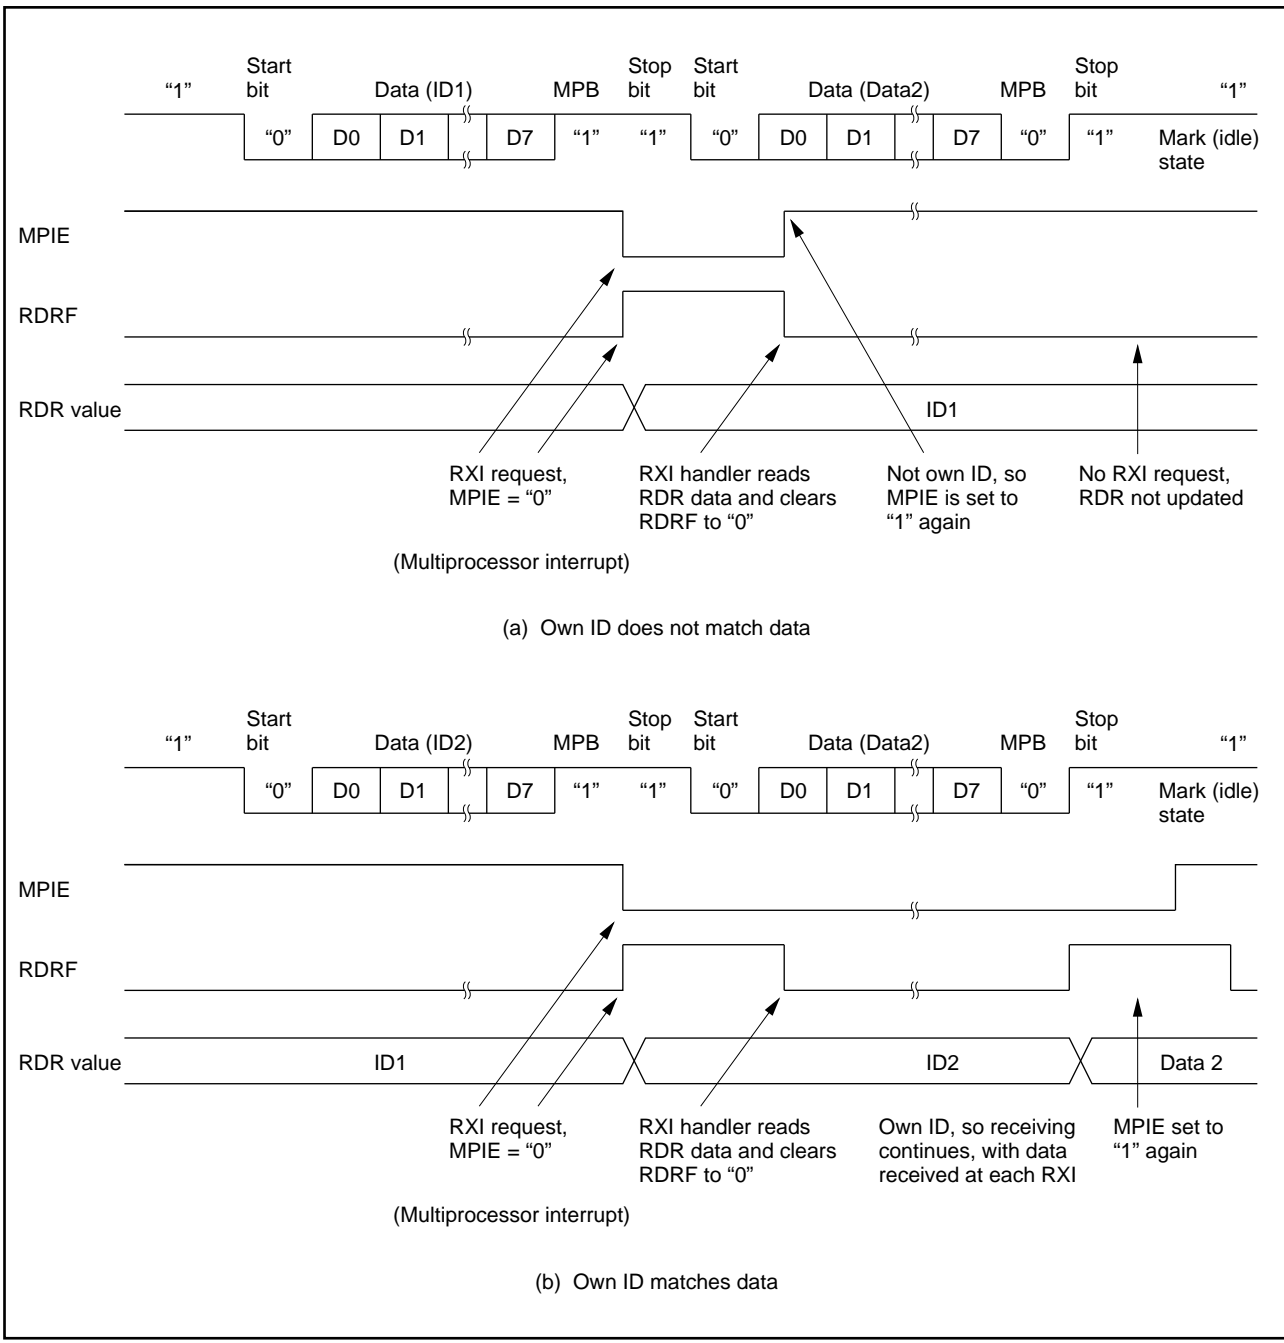 Start Stop Start Stop
“1” bit Data (ID1) MPB bit bit Data (Data2) MPB bit “1”
“0” D0 D1 D7 “1” “1” “0” D0 D1 D7 “0” “1” Mark (idle)
state
MPIE
RDRF
RDR value ID1
RXI request,
MPIE = “0”
RXI handler reads
RDR data and clears
RDRF to “0”
Not own ID, so
MPIE is set to
“1” again
No RXI request,
RDR not updated
(Multiprocessor interrupt)
(a) Own ID does not match data
Start Stop Start Stop
“1” bit Data (ID2) MPB bit bit Data (Data2) MPB bit “1”
“0” D0 D1 D7 “1” “1” “0” D0 D1 D7 “0” “1” Mark (idle)
state
MPIE
RDRF
RDR value ID1 ID2 Data 2
RXI request,
MPIE = “0”
RXI handler reads
RDR data and clears
RDRF to “0”
Own ID, so receiving
continues, with data
received at each RXI
MPIE set to
“1” again
(Multiprocessor interrupt)
(b) Own ID matches data